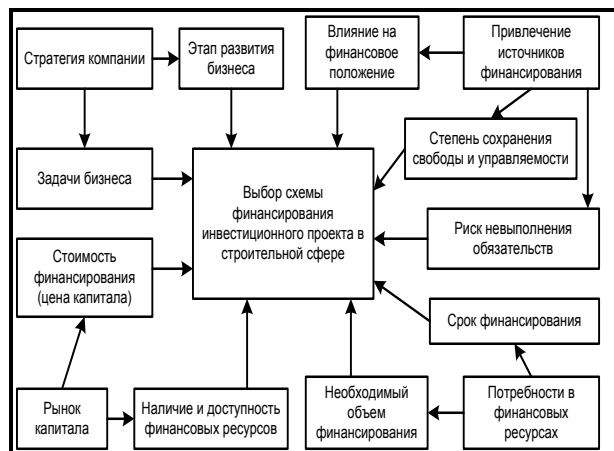 Стратегия компании
Этап развития
бизнеса
Влияние на
финансовое
положение
Привлечение
источников
финансирования
Степень сохранения
свободы и управляемости
Задачи бизнеса
Выбор схемы
финансирования
инвестиционного проекта в
строительной сфере
Риск невыполнения
обязательств
Стоимость
финансирования
(цена капитала)
Срок финансирования
Рынок
капитала
Наличие и доступность
финансовых ресурсов
Необходимый
объем
финансирования
Потребности в
финансовых
ресурсах